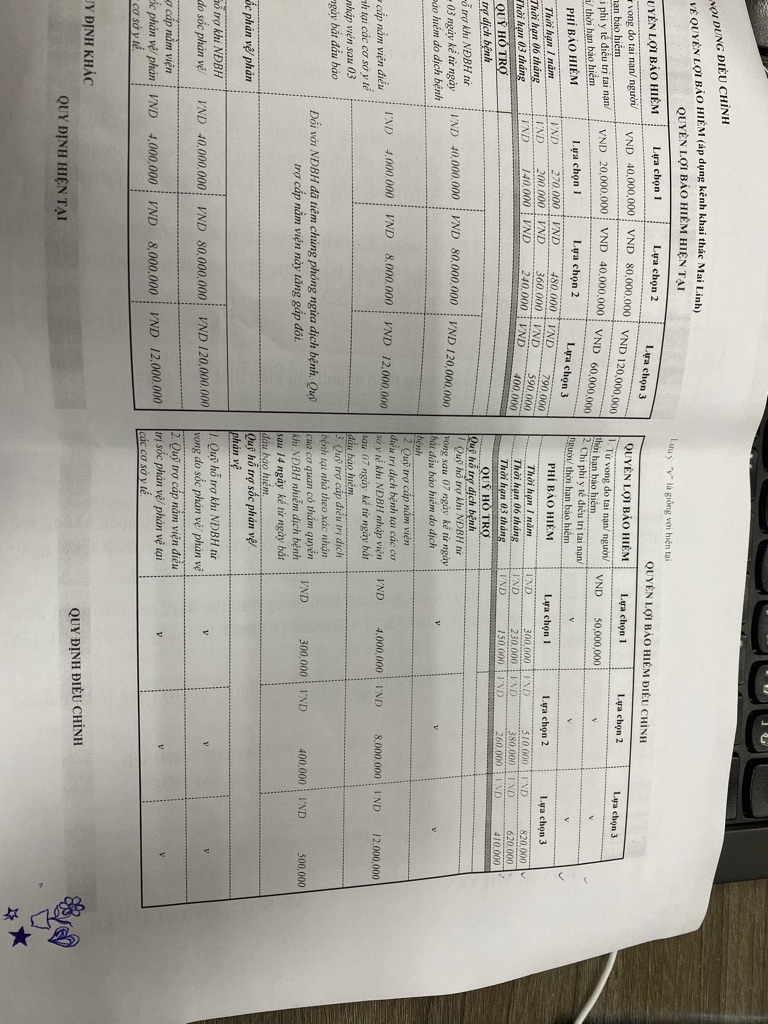 NỘI DUNG ĐIỀU CHỈNH
VỀ QUYỀN LỢI BẢO HIỂM (áp dụng kênh khai thác Mai Linh)
QUYỀN LỢI BẢO HIỂM HIỆN TẠI
QUYỀN LỢI BẢO HIỂM Lựa chọn 1 Lựa chọn 2 Lựa chọn 3
vong do tai nạn/ người/ VND 40,000,000 VND 80,000,000 VND 120,000,000
hạn bảo hiểm
phí y tế điều trị tai nạn/ VND 20,000,000 VND 40,000,000 VND 60,000,000
thời hạn bảo hiểm
PHÍ BẢO HIỂM Lựa chọn 1 Lựa chọn 2 Lựa chọn 3
Thời hạn 1 năm VND 270.000 VND 480.000 VND 790.000
Thời hạn 06 tháng VND 200.000 VND 360.000 VND 590.000
Thời hạn 03 tháng VND 140.000 VND 240.000 VND 400.000
QUỸ HỖ TRỢ
trợ dịch bệnh
hỗ trợ khi NĐBH tử VND 40.000.000 VND 80.000.000 VND 120.000.000
03 ngày kể từ ngày
bảo hiểm do dịch bệnh
cấp nằm viện điều VND 4.000.000 VND 8.000.000 VND 12.000.000
tại các cơ sở y tế
nhập viện sau 03
ngày bắt đầu bảo
Đối với NĐBH đã tiêm chủng phòng ngừa dịch bệnh, Quỹ
trợ cấp nằm viện này tăng gấp đôi.
sốc phản vệ/ phản
hỗ trợ khi NĐBH VND 40.000.000 VND 80.000.000 VND 120.000.000
do sốc phản vệ/
cấp nằm viện VND 4.000.000 VND 8.000.000 VND 12.000.000
sốc phản vệ/ phản
cơ sở y tế.
QUY ĐỊNH KHÁC
QUY ĐỊNH HIỆN TẠI
Lưu ý: "v" là giống với hiện tại
QUYỀN LỢI BẢO HIỂM ĐIỀU CHỈNH
QUYỀN LỢI BẢO HIỂM Lựa chọn 1 Lựa chọn 2 Lựa chọn 3
1. Tử vong do tai nạn/ người/ VND 50,000,000 v v
thời hạn bảo hiểm
2. Chi phí y tế điều trị tai nạn/ v v v
người/ thời hạn bảo hiểm
PHÍ BẢO HIỂM Lựa chọn 1 Lựa chọn 2 Lựa chọn 3
Thời hạn 1 năm VND 300.000 VND 510.000 VND 820.000
Thời hạn 06 tháng VND 230.000 VND 380.000 VND 620.000
Thời hạn 03 tháng VND 150.000 VND 260.000 VND 410.000
QUỸ HỖ TRỢ
Quỹ hỗ trợ dịch bệnh
1. Quỹ hỗ trợ khi NĐBH tử v v v
vong sau 07 ngày kể từ ngày
bắt đầu bảo hiểm do dịch
bệnh
2. Quỹ trợ cấp nằm viện VND 4.000.000 VND 8.000.000 VND 12.000.000
điều trị dịch bệnh tại các cơ
sở y tế khi NĐBH nhập viện
sau 07 ngày kể từ ngày bắt
đầu bảo hiểm.
3. Quỹ trợ cấp điều trị dịch VND 300.000 VND 400.000 VND 500.000
bệnh tại nhà theo xác nhận
của cơ quan có thẩm quyền
khi NĐBH nhiễm dịch bệnh
sau 14 ngày kể từ ngày bắt
đầu bảo hiểm.
Quỹ hỗ trợ sốc phản vệ/
phản vệ
1. Quỹ hỗ trợ khi NĐBH tử v v v
vong do sốc phản vệ/ phản vệ
2. Quỹ trợ cấp nằm viện điều v v v
trị sốc phản vệ/ phản vệ tại
các cơ sở y tế.
QUY ĐỊNH ĐIỀU CHỈNH